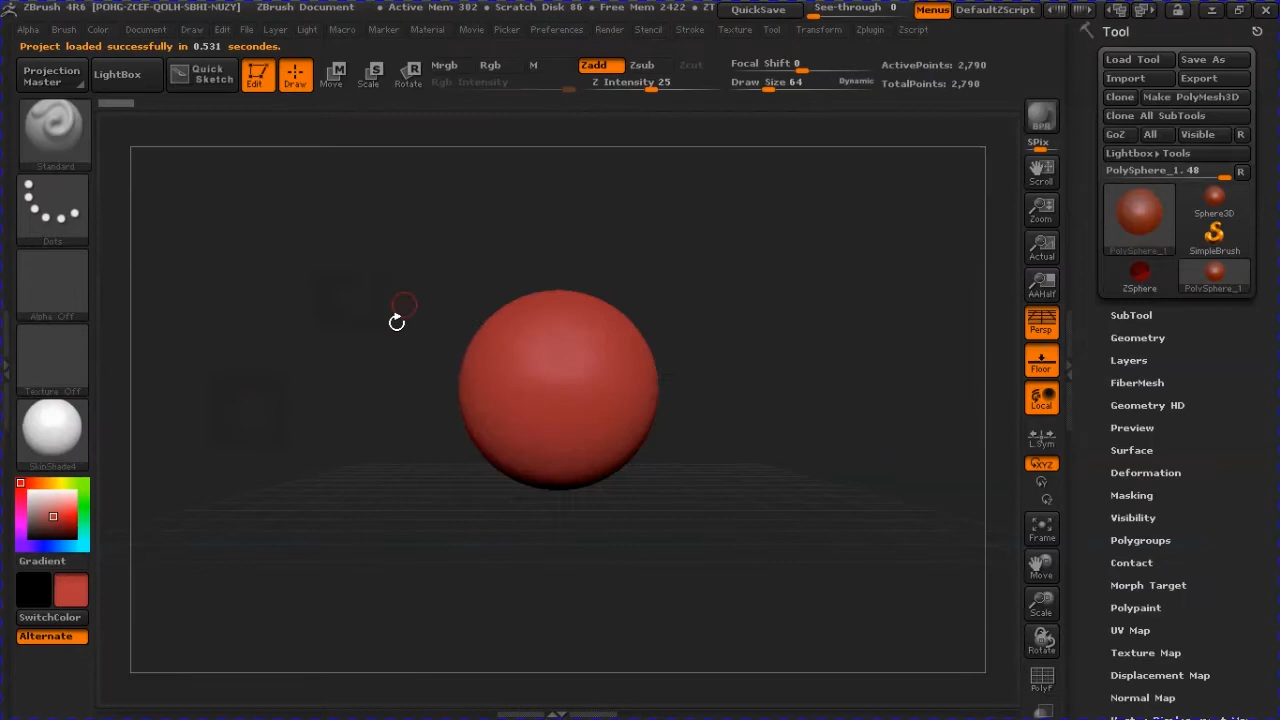 ZBrush 4R6 [POHG-ZCEF-QOLH-SBHI-NUZY] ZBrush Document • Active Mem 302 • Scratch Disk 86 • Free Mem 2422 • ZT QuickSave See-through 0 Menus DefaultZScript
Alpha Brush Color Document Draw Edit File Layer Light Macro Marker Material Movie Picker Preferences Render Stencil Stroke Texture Tool Transform Zplugin Zscript
Project loaded successfully in 0.531 secondes.
Projection Master
LightBox
Quick Sketch
Edit
Draw
Move
Scale
Rotate
Mrgb Rgb M
Rgb Intensity
Zadd Zsub Zcut
Z Intensity 25
Focal Shift 0
Draw Size 64 Dynamic
ActivePoints: 2,790
TotalPoints: 2,790
Standard
Dots
Alpha Off
Texture Off
SkinShade4
Gradient
SwitchColor
Alternate
BPR
SPix
Scroll
Zoom
Actual
AAHalf
Persp
Floor
Local
L.Sym
XYZ
Y
Z
Frame
Move
Scale
Rotate
PolyF
Tool
Load Tool Save As
Import Export
Clone Make PolyMesh3D
Clone All SubTools
GoZ All Visible R
Lightbox▸Tools
PolySphere_1. 48 R
PolySphere_1
Sphere3D
SimpleBrush
ZSphere PolySphere_1
SubTool
Geometry
Layers
FiberMesh
Geometry HD
Preview
Surface
Deformation
Masking
Visibility
Polygroups
Contact
Morph Target
Polypaint
UV Map
Texture Map
Displacement Map
Normal Map